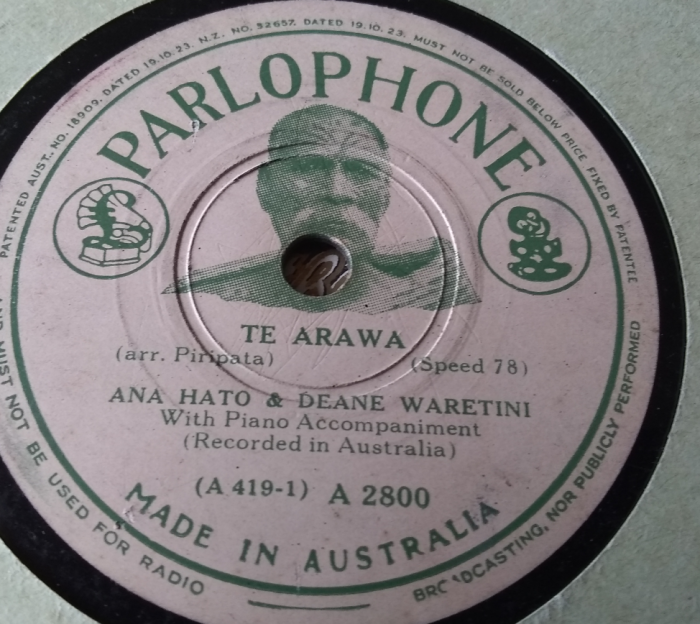 PATENTED AUST. NO. 18909. DATED 19.10.23. N.Z. NO. 52657. DATED 19.10.23. MUST NOT BE SOLD BELOW PRICE FIXED BY PATENTEE
PARLOPHONE
TE ARAWA
(arr. Piripata) (Speed 78)
ANA HATO & DEANE WARETINI
With Piano Accompaniment
(Recorded in Australia)
(A 419-1) A 2800
MADE IN AUSTRALIA
AND MUST NOT BE USED FOR RADIO BROADCASTING, NOR PUBLICLY PERFORMED